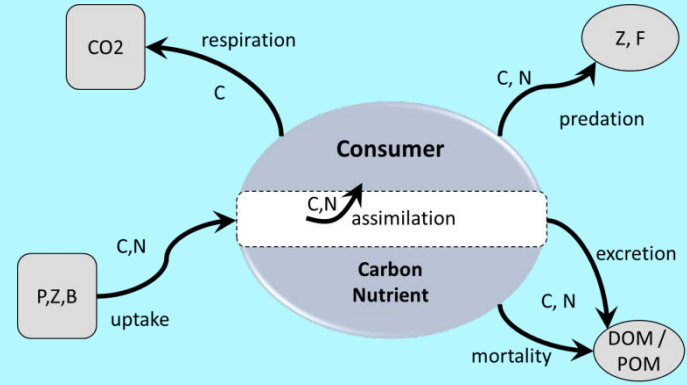 CO2
respiration
C
Z, F
C, N
predation
Consumer
C,N
assimilation
C,N
P,Z,B
uptake
Carbon
Nutrient
excretion
C, N
mortality
DOM /
POM